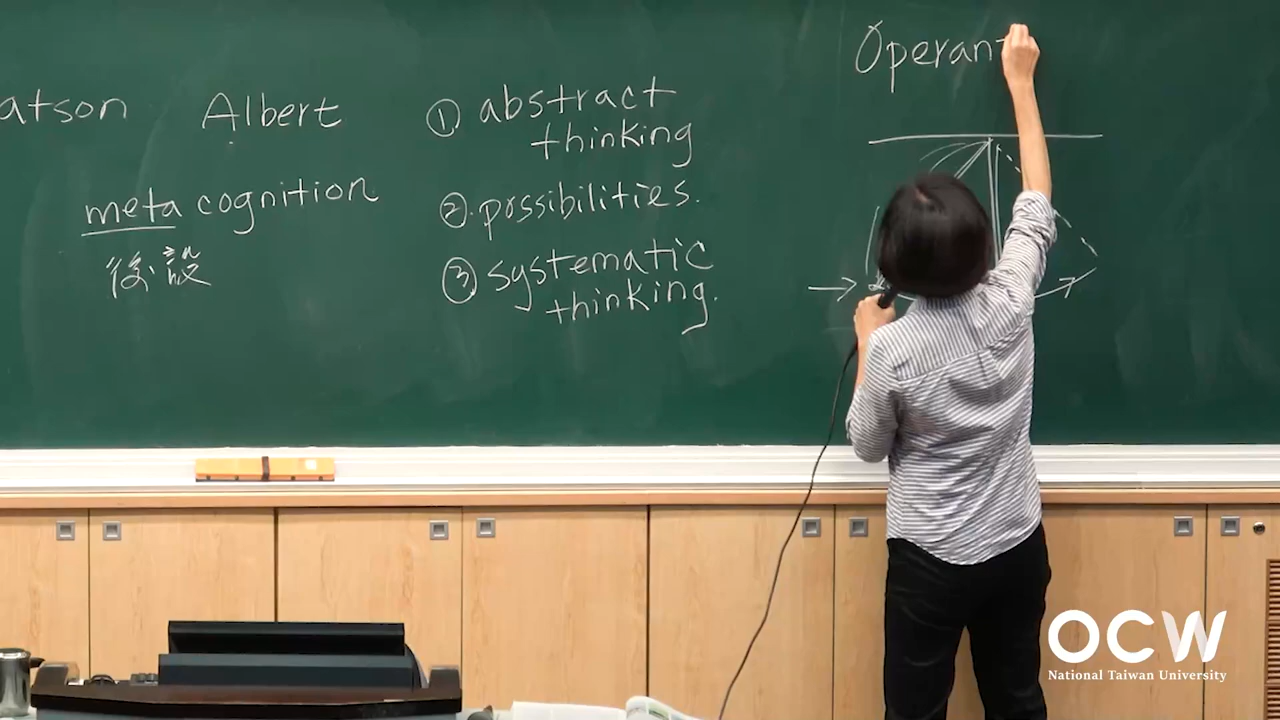 atson
Albert
meta cognition
後設
① abstract
thinking
② possibilities.
③ systematic
thinking.
Operant
OCW
National Taiwan University